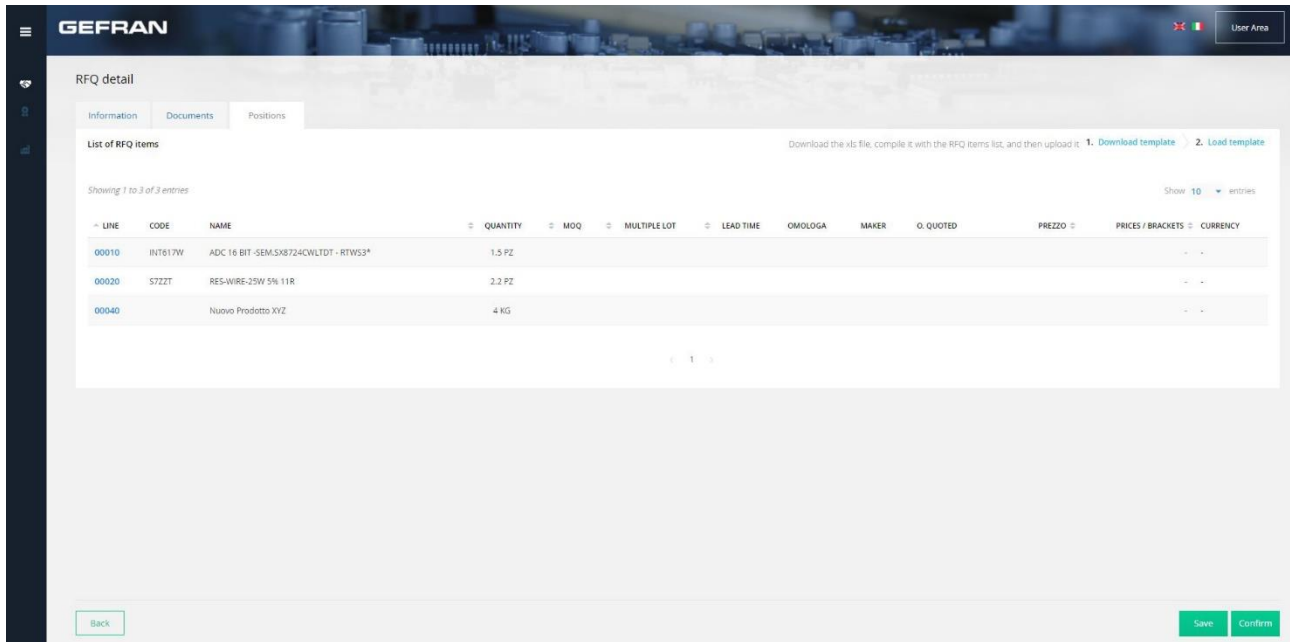 GEFRAN
User Area
RFQ detail
Information Documents Positions
List of RFQ items
Download the xls file, compile it with the RFQ items list, and then upload it 1. Download template 2. Load template
Showing 1 to 3 of 3 entries
Show 10 entries
LINE CODE NAME QUANTITY MOQ MULTIPLE LOT LEAD TIME OMOLOGA MAKER O. QUOTED PREZZO PRICES / BRACKETS CURRENCY
00010 INT617W ADC 16 BIT -SEM.SX8724CWLTDT - RTWS3* 1.5 PZ - -
00020 S7ZZT RES-WIRE-25W 5% 11R 2.2 PZ - -
00040 Nuovo Prodotto XYZ 4 KG - -
1
Back Save Confirm